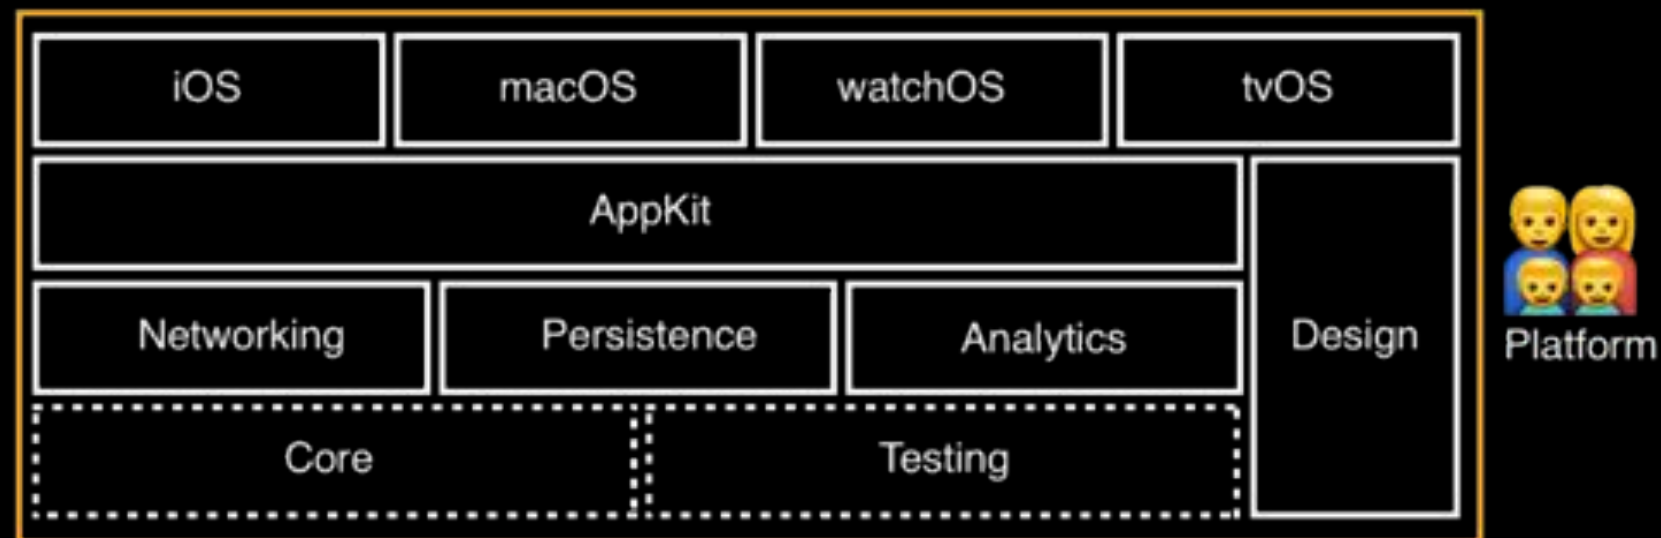 iOS
macOS
watchOS
tvOS
AppKit
Networking
Persistence
Analytics
Design
Core
Testing
Platform